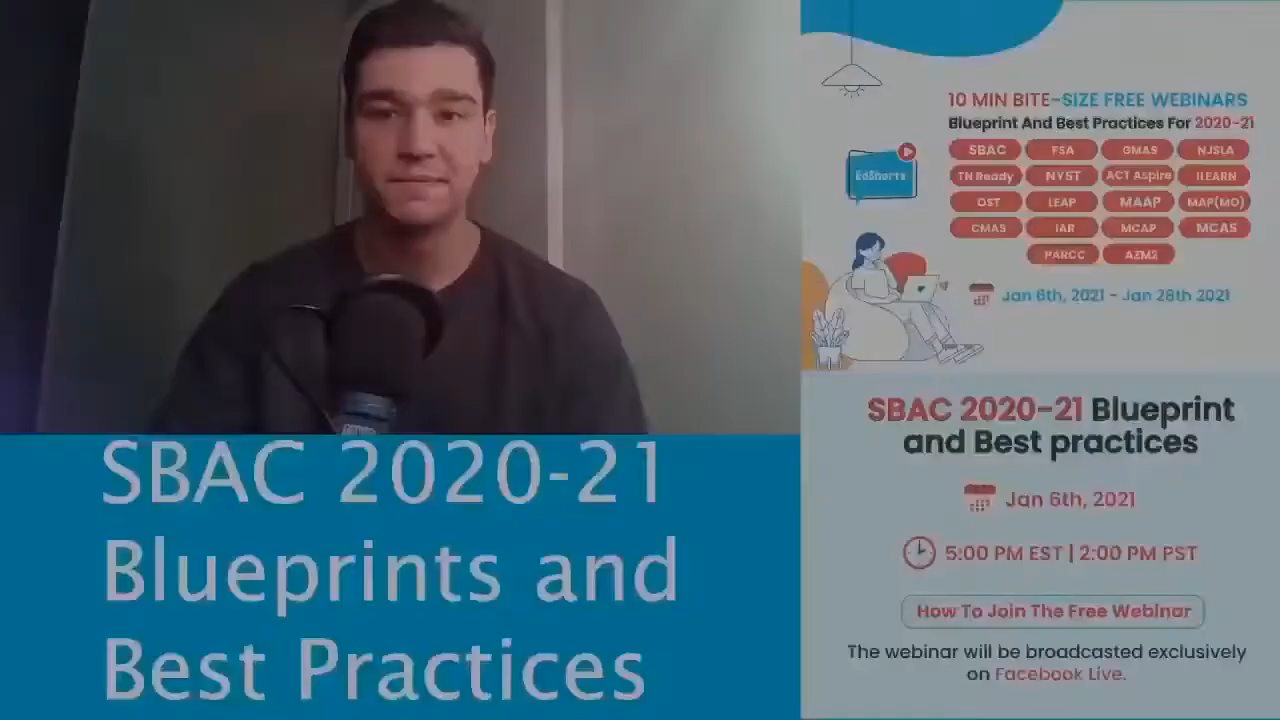 SBAC 2020-21
Blueprints and
Best Practices
10 MIN BITE-SIZE FREE WEBINARS
Blueprint And Best Practices For 2020-21
EdShorts
SBAC FSA GMAS NJSLA
TN Ready NYST ACT Aspire ILEARN
OST LEAP MAAP MAP(MO)
CMAS IAR MCAP MCAS
PARCC AZM2
Jan 6th, 2021 - Jan 28th 2021
SBAC 2020-21 Blueprint
and Best practices
Jan 6th, 2021
5:00 PM EST | 2:00 PM PST
How To Join The Free Webinar
The webinar will be broadcasted exclusively
on Facebook Live.